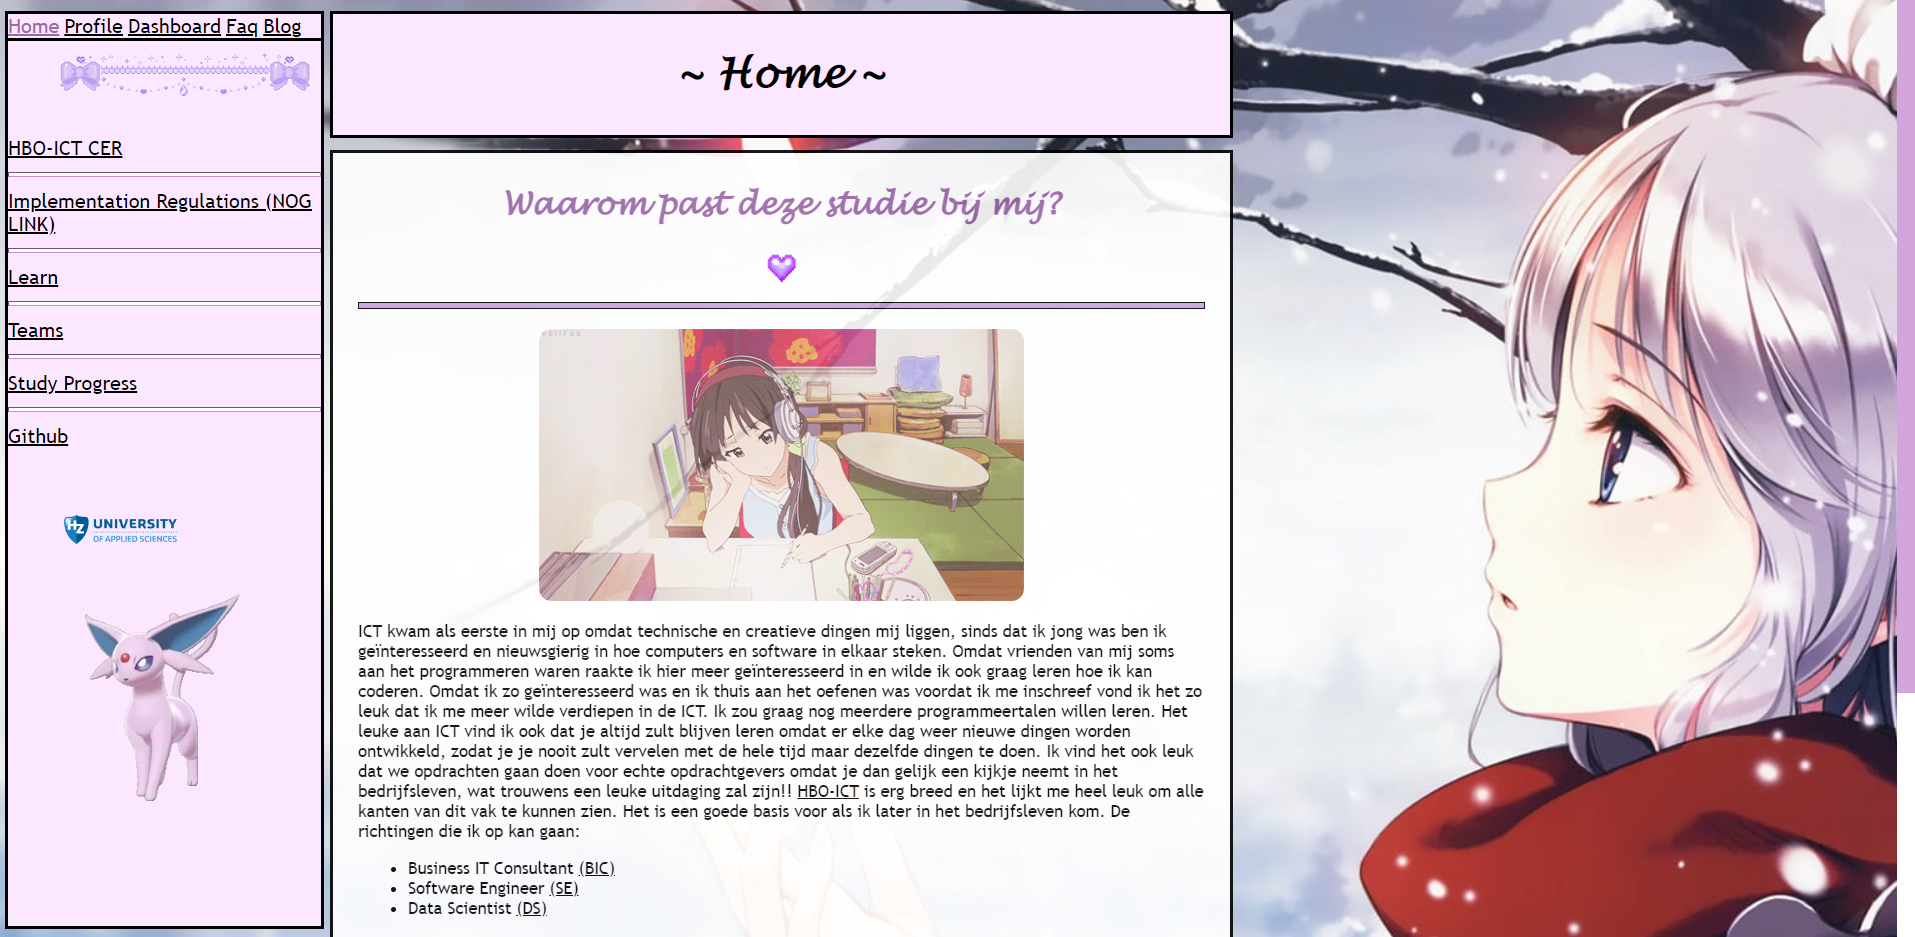 Home Profile Dashboard Faq Blog
HBO-ICT CER
Implementation Regulations (NOG
LINK)
Learn
Teams
Study Progress
Github
HZ UNIVERSITY
OF APPLIED SCIENCES
~ Home ~
Waarom past deze studie bij mij?
ICT kwam als eerste in mij op omdat technische en creatieve dingen mij liggen, sinds dat ik jong was ben ik
geïnteresseerd en nieuwsgierig in hoe computers en software in elkaar steken. Omdat vrienden van mij soms
aan het programmeren waren raakte ik hier meer geïnteresseerd in en wilde ik ook graag leren hoe ik kan
coderen. Omdat ik zo geïnteresseerd was en ik thuis aan het oefenen was voordat ik me inschreef vond ik het zo
leuk dat ik me meer wilde verdiepen in de ICT. Ik zou graag nog meerdere programmeertalen willen leren. Het
leuke aan ICT vind ik ook dat je altijd zult blijven leren omdat er elke dag weer nieuwe dingen worden
ontwikkeld, zodat je je nooit zult vervelen met de hele tijd maar dezelfde dingen te doen. Ik vind het ook leuk
dat we opdrachten gaan doen voor echte opdrachtgevers omdat je dan gelijk een kijkje neemt in het
bedrijfsleven, wat trouwens een leuke uitdaging zal zijn!! HBO-ICT is erg breed en het lijkt me heel leuk om alle
kanten van dit vak te kunnen zien. Het is een goede basis voor als ik later in het bedrijfsleven kom. De
richtingen die ik op kan gaan:
• Business IT Consultant (BIC)
• Software Engineer (SE)
• Data Scientist (DS)